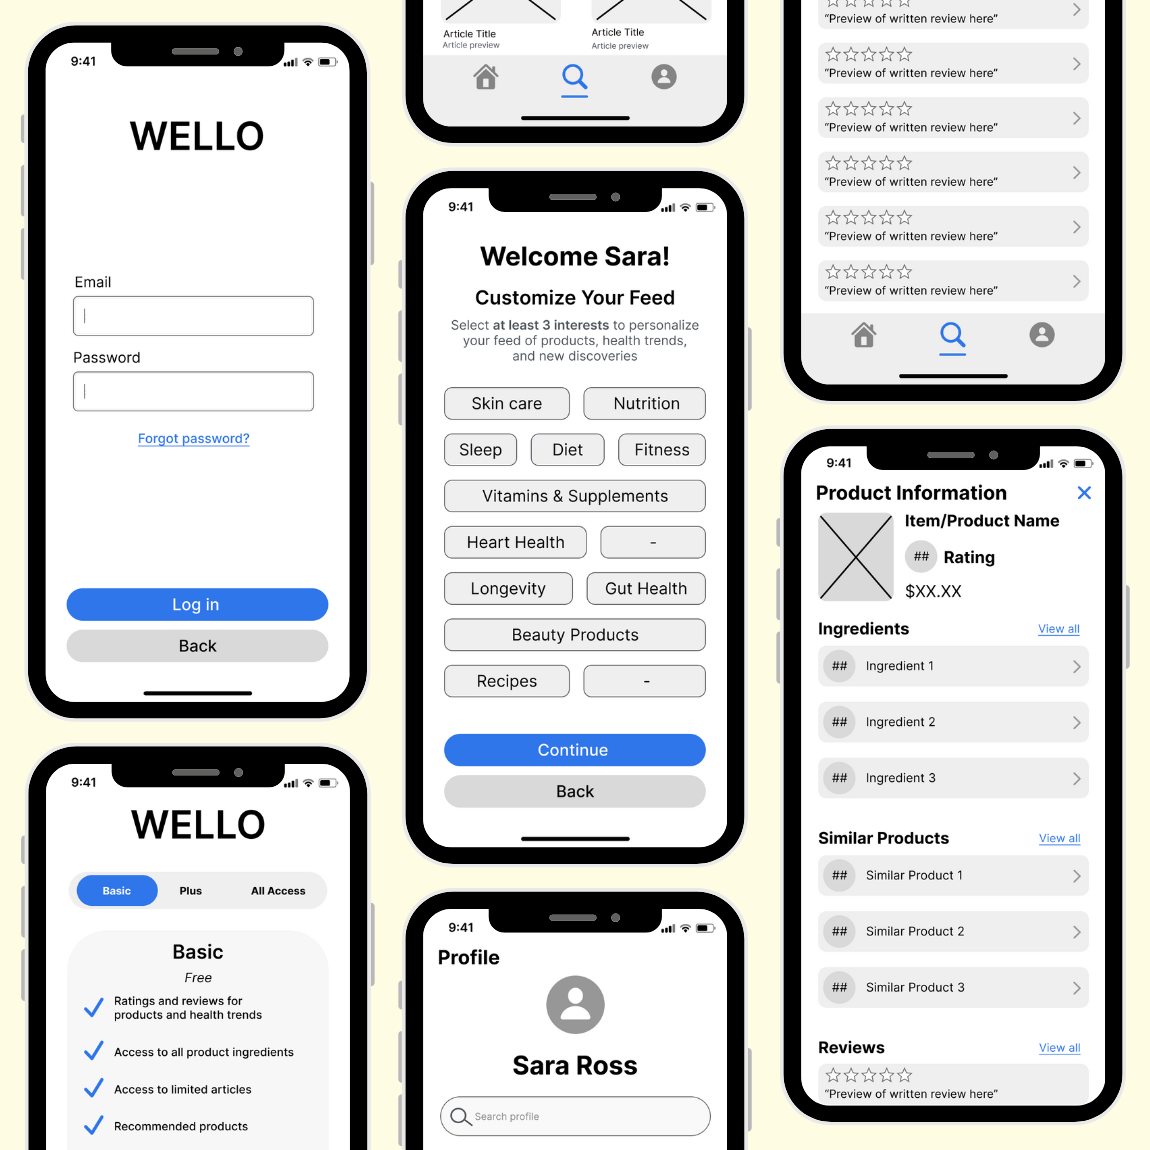 9:41
WELLO
Email
Password
Forgot password?
Log in
Back
9:41
WELLO
Basic
Plus
All Access
Basic
Free
Ratings and reviews for
products and health trends
Access to all product ingredients
Access to limited articles
Recommended products
Article Title
Article preview
Article Title
Article preview
9:41
Welcome Sara!
Customize Your Feed
Select at least 3 interests to personalize
your feed of products, health trends,
and new discoveries
Skin care
Nutrition
Sleep
Diet
Fitness
Vitamins & Supplements
Heart Health
-
Longevity
Gut Health
Beauty Products
Recipes
-
Continue
Back
9:41
Profile
Sara Ross
Search profile
“Preview of written review here”
“Preview of written review here”
“Preview of written review here”
“Preview of written review here”
“Preview of written review here”
“Preview of written review here”
9:41
Product Information
Item/Product Name
## Rating
$XX.XX
Ingredients
View all
## Ingredient 1
## Ingredient 2
## Ingredient 3
Similar Products
View all
## Similar Product 1
## Similar Product 2
## Similar Product 3
Reviews
View all
“Preview of written review here”